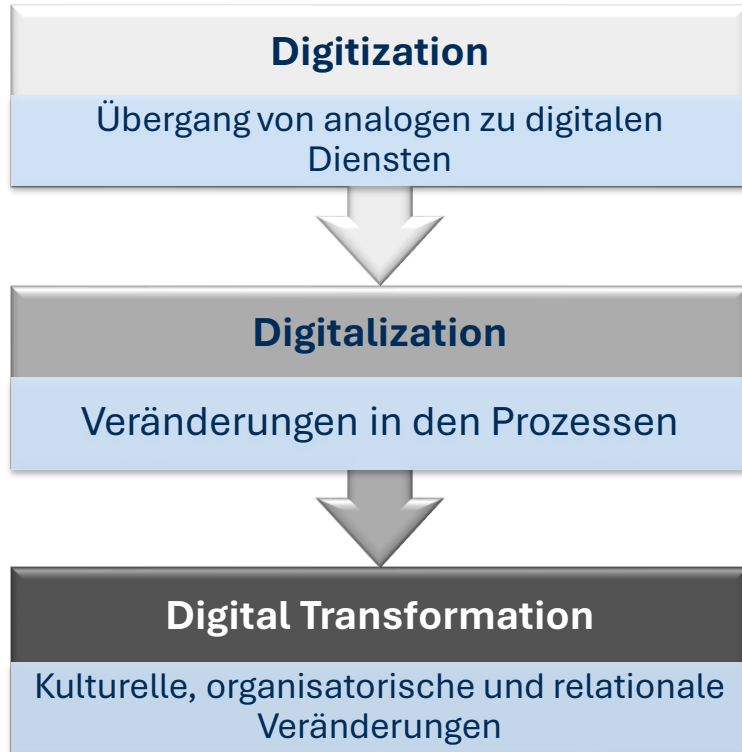 Digitization
Übergang von analogen zu digitalen
Diensten
Digitalization
Veränderungen in den Prozessen
Digital Transformation
Kulturelle, organisatorische und relationale
Veränderungen